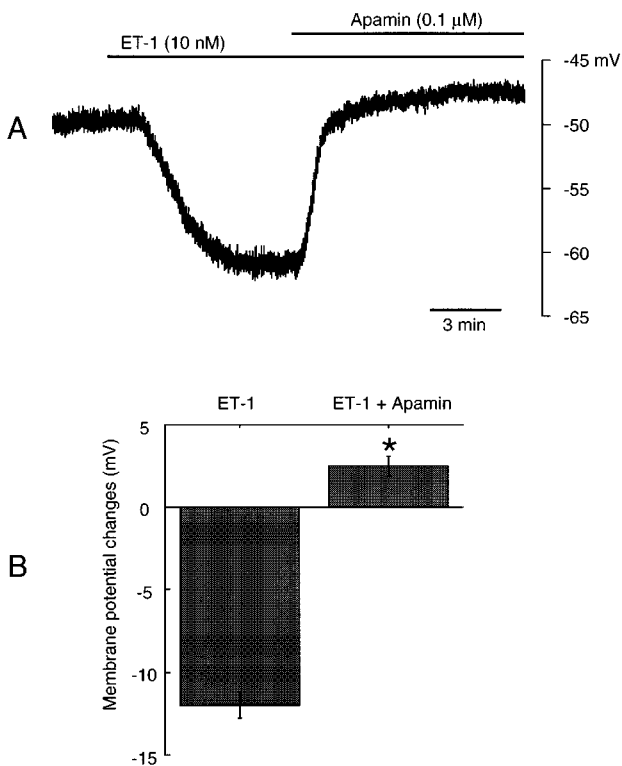 Apamin (0.1 μM)
ET-1 (10 nM)
-45 mV
A
-50
-55
-60
3 min
-65
ET-1
ET-1 + Apamin
5
*
0
Membrane potential changes (mV)
B
-5
-10
-15